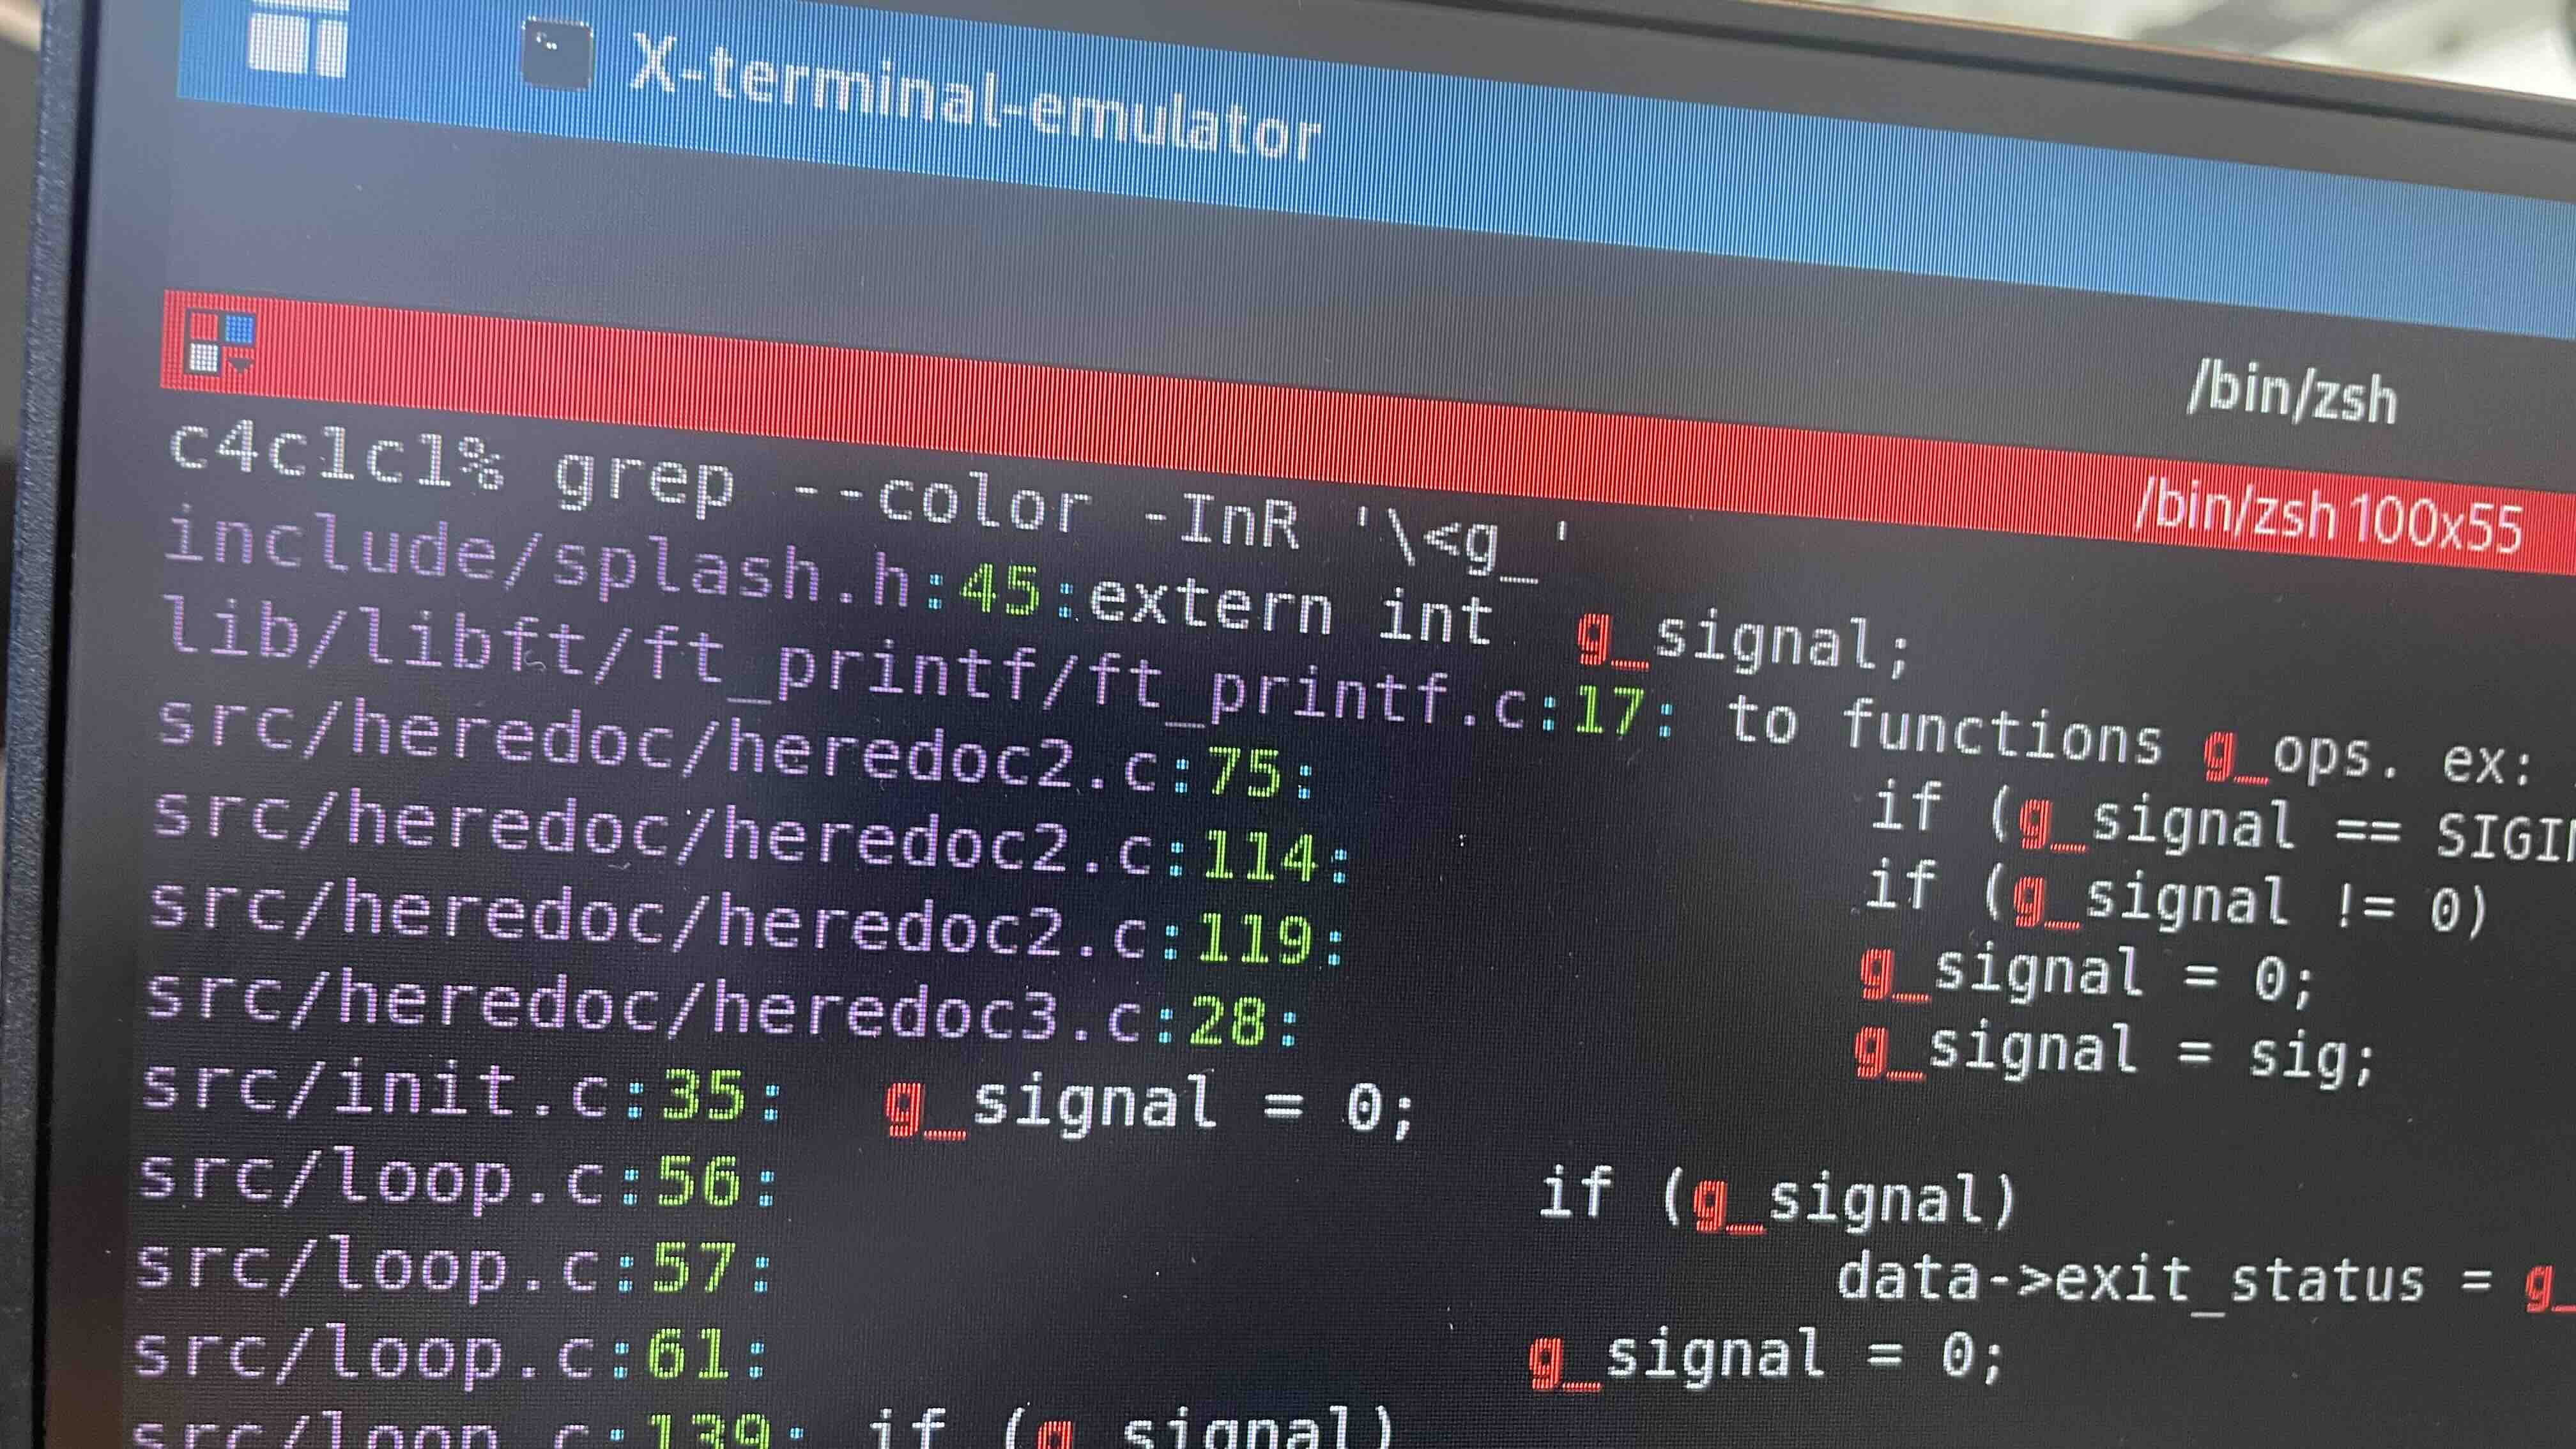 X-terminal-emulator
/bin/zsh
/bin/zsh 100x55
c4c1c1% grep --color -InR '\<g_'
include/splash.h:45:extern int g_signal;
lib/libft/ft_printf/ft_printf.c:17: to functions g_ops. ex:
src/heredoc/heredoc2.c:75: if (g_signal == SIGIN
src/heredoc/heredoc2.c:114: if (g_signal != 0)
src/heredoc/heredoc2.c:119: g_signal = 0;
src/heredoc/heredoc3.c:28: g_signal = sig;
src/init.c:35: g_signal = 0;
src/loop.c:56: if (g_signal)
src/loop.c:57: data->exit_status = g_
src/loop.c:61: g_signal = 0;
src/loop.c:139: if (g_signal)